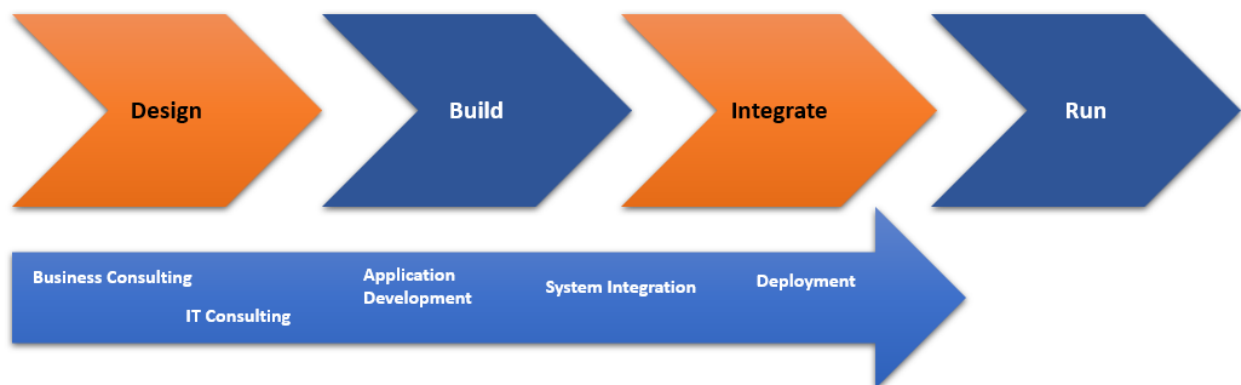 Design
Build
Integrate
Run
Business Consulting
IT Consulting
Application
Development
System Integration
Deployment